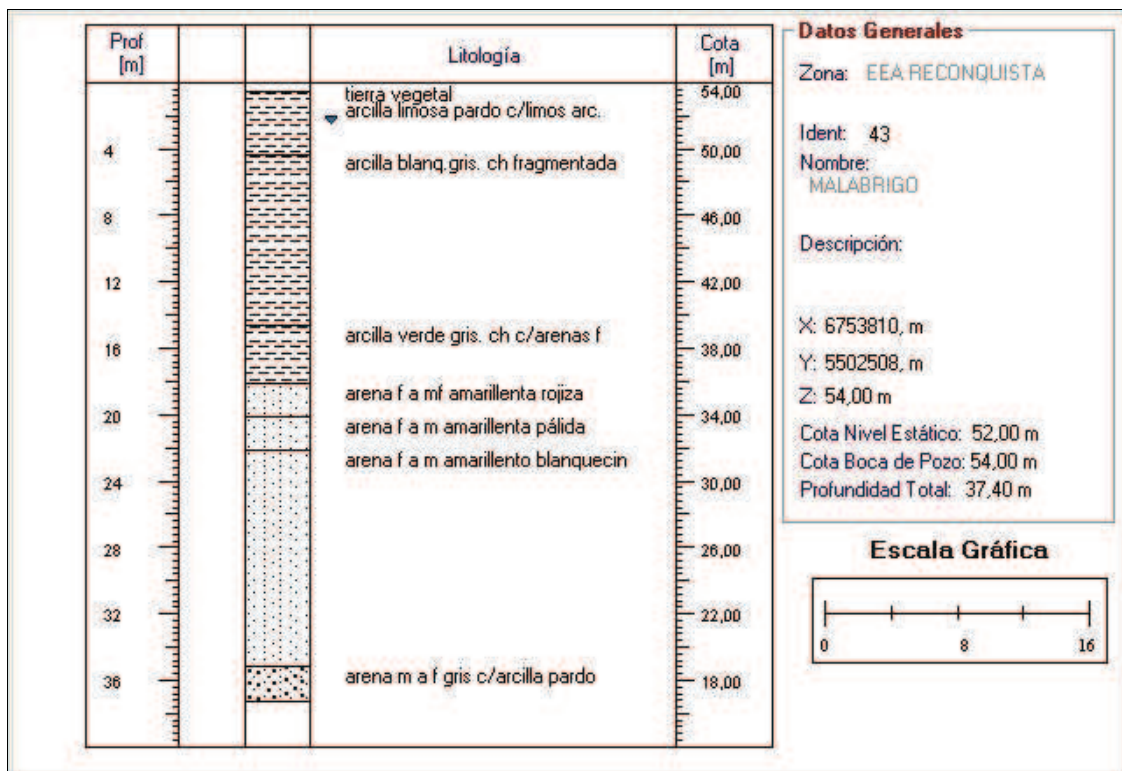 Prof
[m]
Litología
Cota
[m]
tierra vegetal
arcilla limosa pardo c/limos arc.
arcilla blanq.gris. ch fragmentada
arcilla verde gris. ch c/arenas f
arena f a mf amarillenta rojiza
arena f a m amarillenta pálida
arena f a m amarillento blanquecin
arena m a f gris c/arcilla pardo
4
8
12
16
20
24
28
32
36
54,00
50,00
46,00
42,00
38,00
34,00
30,00
26,00
22,00
18,00
Datos Generales
Zona: EEA RECONQUISTA
Ident: 43
Nombre:
MALABRIGO
Descripción:
X: 6753810, m
Y: 5502508, m
Z: 54,00 m
Cota Nivel Estático: 52,00 m
Cota Boca de Pozo: 54,00 m
Profundidad Total: 37,40 m
Escala Gráfica
0 8 16